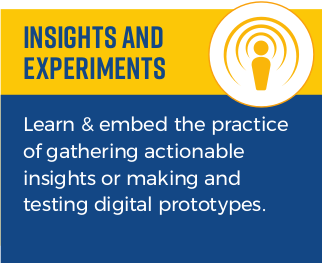 INSIGHTS AND
EXPERIMENTS
Learn & embed the practice
of gathering actionable
insights or making and
testing digital prototypes.